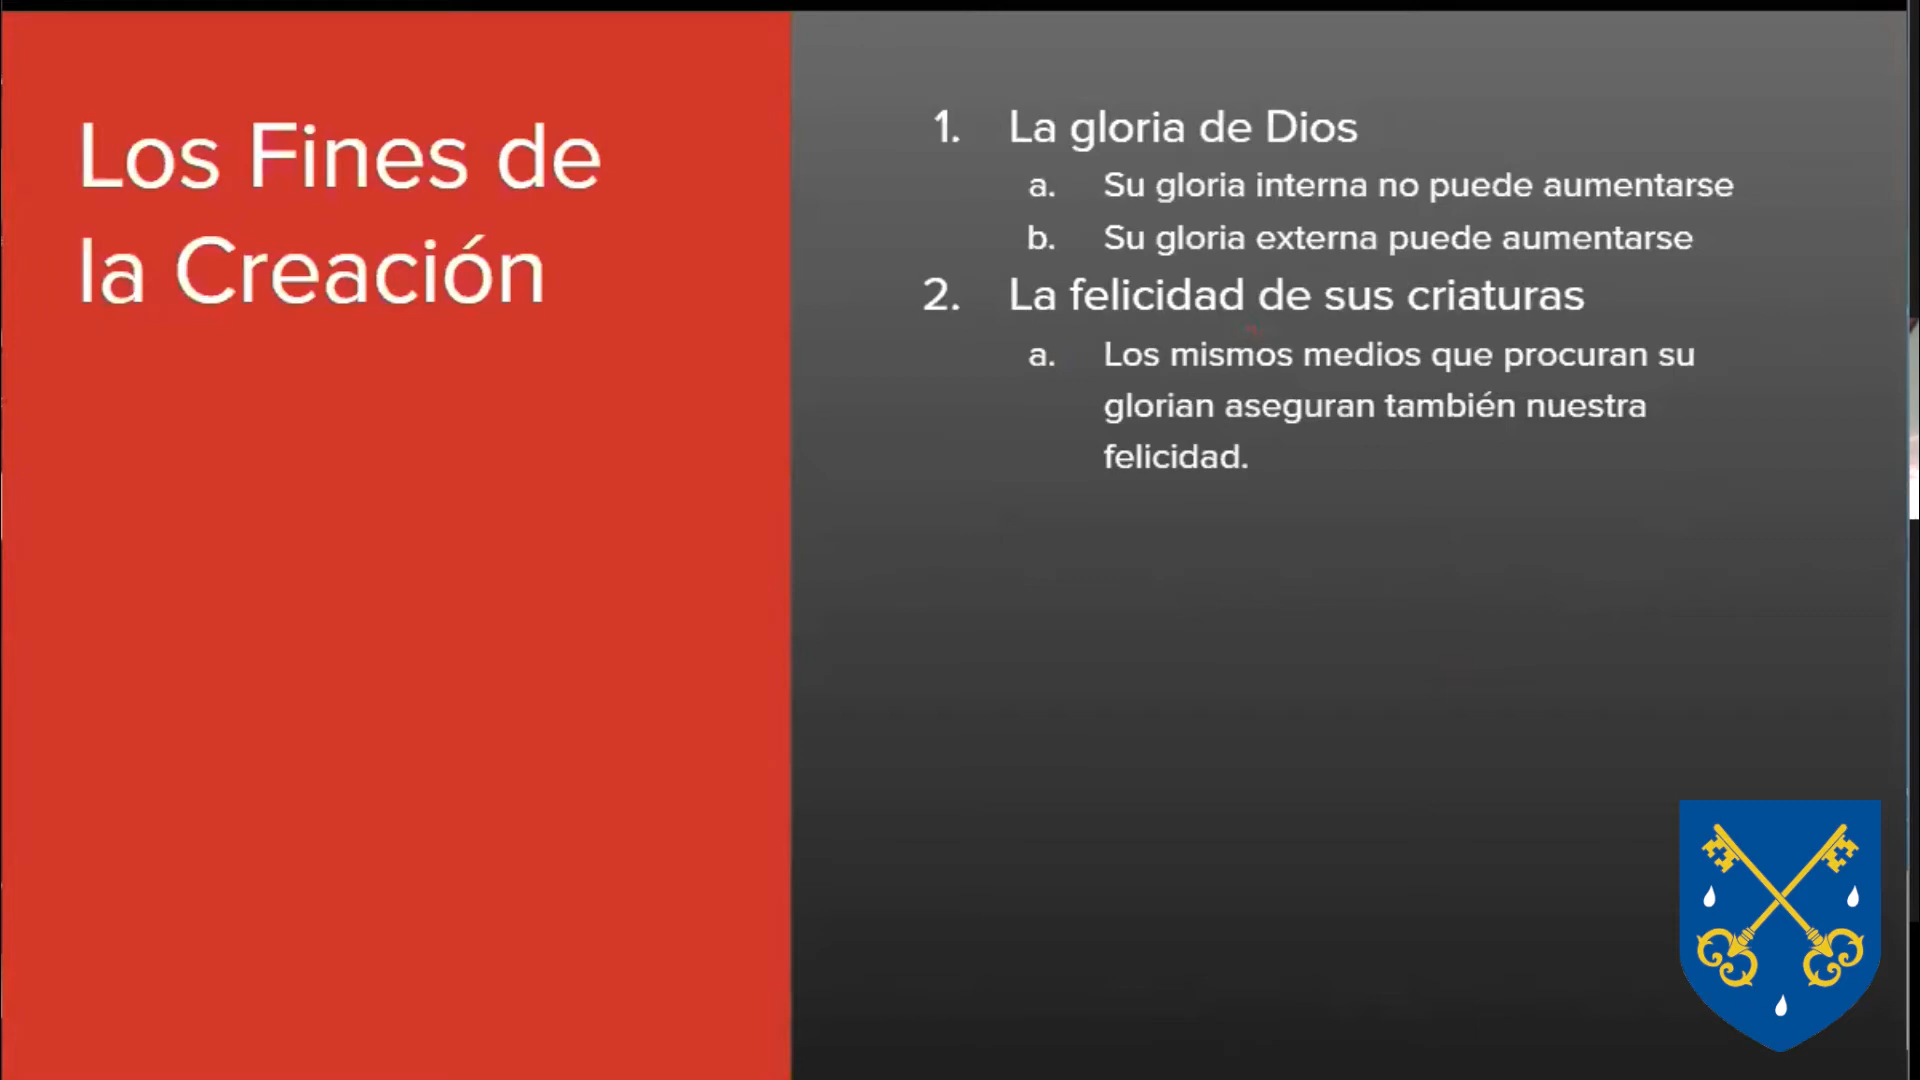 Los Fines de
la Creación
1. La gloria de Dios
a. Su gloria interna no puede aumentarse
b. Su gloria externa puede aumentarse
2. La felicidad de sus criaturas
a. Los mismos medios que procuran su
glorian aseguran también nuestra
felicidad.